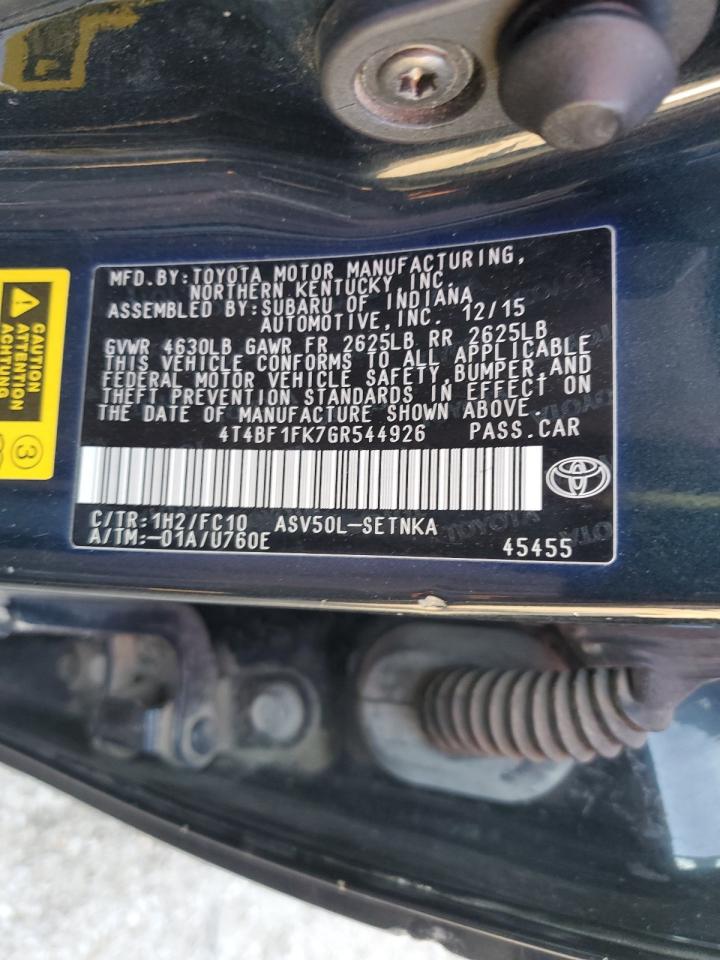 MFD.BY:TOYOTA MOTOR MANUFACTURING,
NORTHERN KENTUCKY,INC.
ASSEMBLED BY:SUBARU OF INDIANA
AUTOMOTIVE,INC. 12/15
GVWR 4630LB GAWR FR 2625LB RR 2625LB
THIS VEHICLE CONFORMS TO ALL APPLICABLE
FEDERAL MOTOR VEHICLE SAFETY,BUMPER,AND
THEFT PREVENTION STANDARDS IN EFFECT ON
THE DATE OF MANUFACTURE SHOWN ABOVE.
4T4BF1FK7GR544926 PASS.CAR
C/TR:1H2/FC10 ASV50L-SETNKA
A/TM:-01A/U760E 45455
CAUTION
ATTENTION
ACHTUNG
3